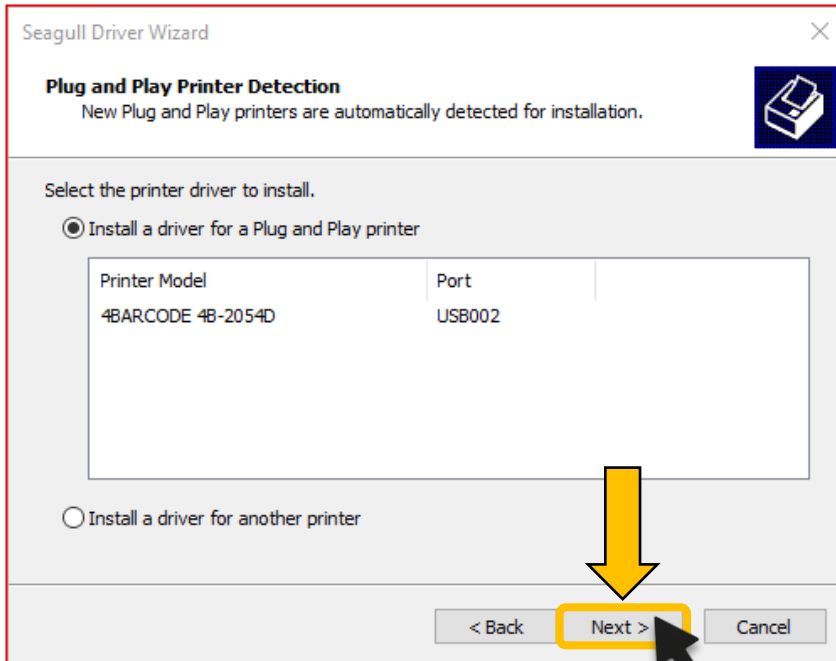 Seagull Driver Wizard
Plug and Play Printer Detection
New Plug and Play printers are automatically detected for installation.
Select the printer driver to install.
Install a driver for a Plug and Play printer
Printer Model Port
4BARCODE 4B-2054D USB002
Install a driver for another printer
< Back Next > Cancel